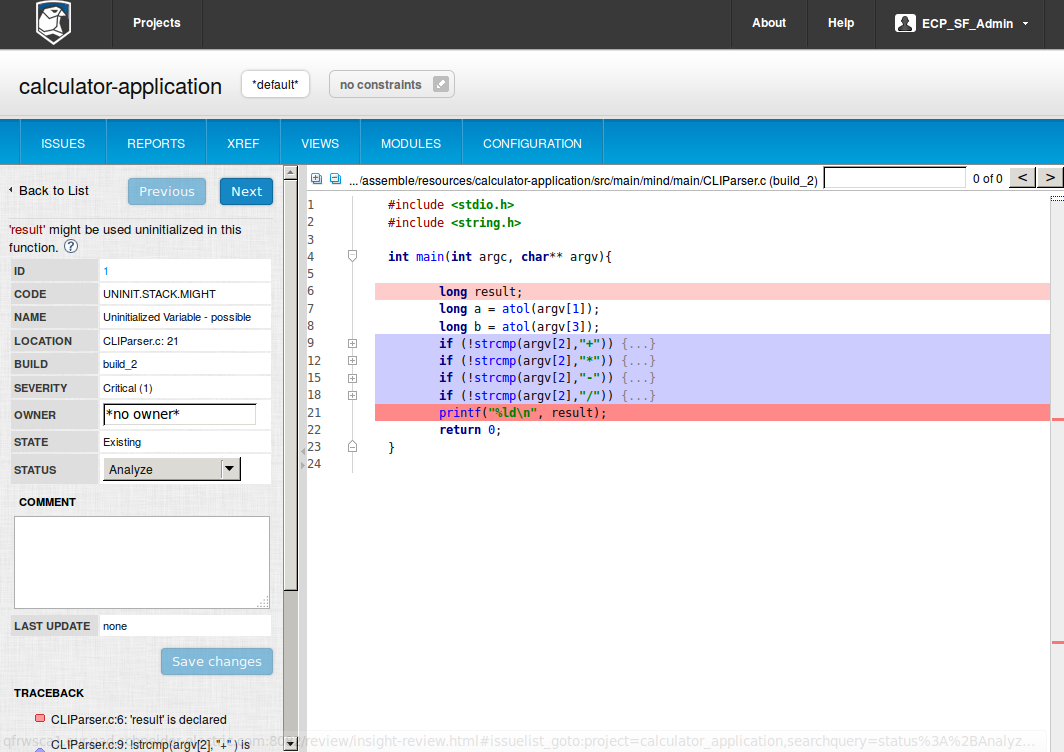 Projects
About
Help
ECP_SF_Admin
calculator-application
*default*
no constraints
ISSUES
REPORTS
XREF
VIEWS
MODULES
CONFIGURATION
Back to List
Previous
Next
'result' might be used uninitialized in this
function. ?
ID
1
CODE
UNINIT.STACK.MIGHT
NAME
Uninitialized Variable - possible
LOCATION
CLIParser.c: 21
BUILD
build_2
SEVERITY
Critical (1)
OWNER
*no owner*
STATE
Existing
STATUS
Analyze
COMMENT
LAST UPDATE
none
Save changes
TRACEBACK
CLIParser.c:6: 'result' is declared
CLIParser.c:9: !strcmp(argv[2], "+" ) is
.../assemble/resources/calculator-application/src/main/mind/main/CLIParser.c (build_2)
0 of 0
<
>
1 #include <stdio.h>
2 #include <string.h>
3
4 int main(int argc, char** argv){
5
6 long result;
7 long a = atol(argv[1]);
8 long b = atol(argv[3]);
9 if (!strcmp(argv[2],"+")) {...}
12 if (!strcmp(argv[2],"*")) {...}
15 if (!strcmp(argv[2],"-")) {...}
18 if (!strcmp(argv[2],"/")) {...}
21 printf("%ld\n", result);
22 return 0;
23 }
24
/review/insight-review.html#issuelist_goto:project=calculator_application,searchquery=status%3A%2BAnalyz...